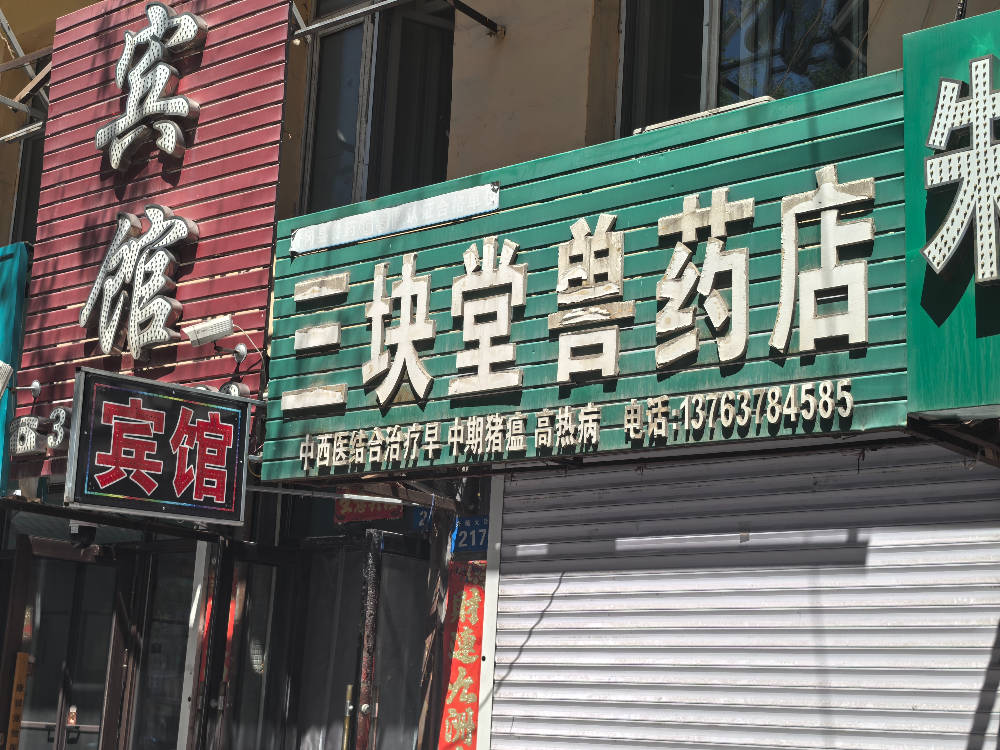 宾馆
三块堂兽药店
中西医结合治疗早 中期猪瘟 高热病 电话:13763784585
宾馆
217